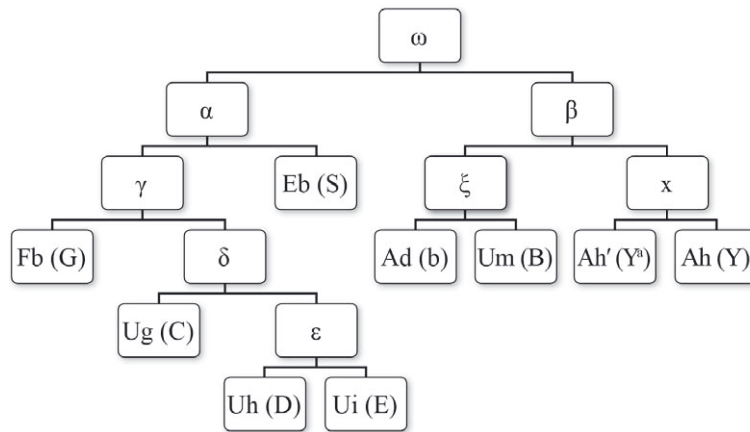 ω
α β
γ Eb (S) ξ x
Fb (G) δ Ad (b) Um (B) Ah′ (Yᵃ) Ah (Y)
Ug (C) ε
Uh (D) Ui (E)